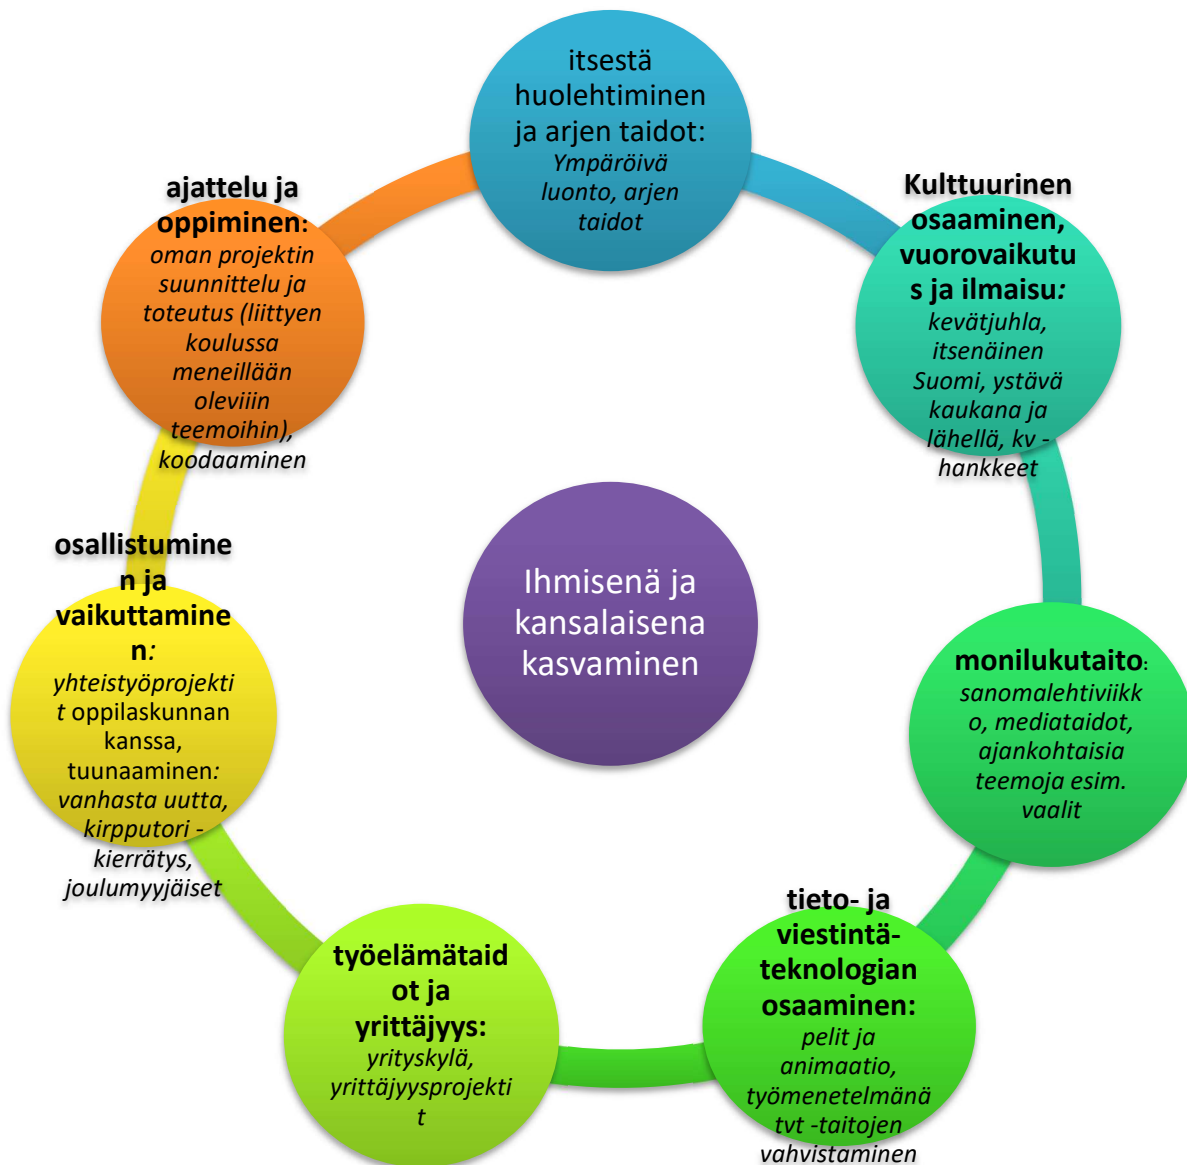 itsestä
huolehtiminen
ja arjen taidot:
Ympäröivä
luonto, arjen
taidot
Kulttuurinen
osaaminen,
vuorovaikutu
s ja ilmaisu:
kevätjuhla,
itsenäinen
Suomi, ystävä
kaukana ja
lähellä, kv -
hankkeet
monilukutaito:
sanomalehtiviikk
o, mediataidot,
ajankohtaisia
teemoja esim.
vaalit
tieto- ja
viestintä-
teknologian
osaaminen:
pelit ja
animaatio,
työmenetelmänä
tvt -taitojen
vahvistaminen
työelämätaid
ot ja
yrittäjyys:
yrityskylä,
yrittäjyysprojekti
t
osallistumine
n ja
vaikuttamine
n:
yhteistyöprojekti
t oppilaskunnan
kanssa,
tuunaaminen:
vanhasta uutta,
kirpputori -
kierrätys,
joulumyyjäiset
ajattelu ja
oppiminen:
oman projektin
suunnittelu ja
toteutus (liittyen
koulussa
meneillään
oleviiin
teemoihin),
koodaaminen
Ihmisenä ja
kansalaisena
kasvaminen